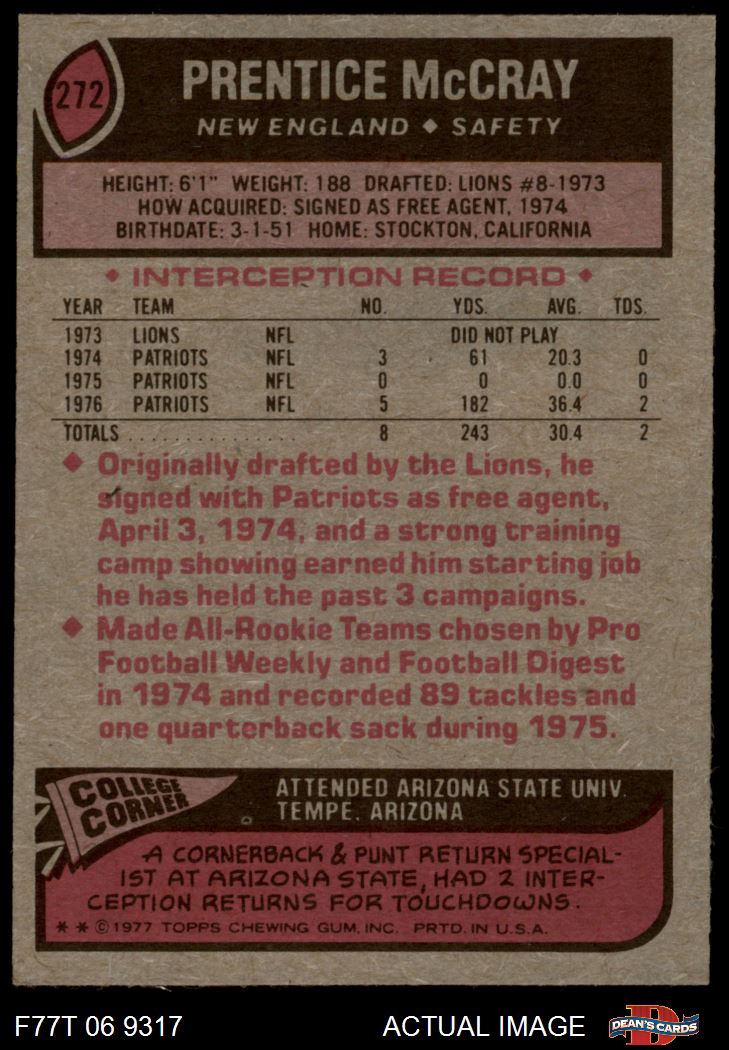 272
PRENTICE McCRAY
NEW ENGLAND ◆ SAFETY
HEIGHT: 6'1" WEIGHT: 188 DRAFTED: LIONS #8-1973
HOW ACQUIRED: SIGNED AS FREE AGENT, 1974
BIRTHDATE: 3-1-51 HOME: STOCKTON, CALIFORNIA
◆ INTERCEPTION RECORD ◆
YEAR TEAM NO. YDS. AVG. TDS.
1973 LIONS NFL DID NOT PLAY
1974 PATRIOTS NFL 3 61 20.3 0
1975 PATRIOTS NFL 0 0 0.0 0
1976 PATRIOTS NFL 5 182 36.4 2
TOTALS . . . . . . . . . . . . . . . . 8 243 30.4 2
◆ Originally drafted by the Lions, he
signed with Patriots as free agent,
April 3, 1974, and a strong training
camp showing earned him starting job
he has held the past 3 campaigns.
◆ Made All-Rookie Teams chosen by Pro
Football Weekly and Football Digest
in 1974 and recorded 89 tackles and
one quarterback sack during 1975.
COLLEGE
CORNER
ATTENDED ARIZONA STATE UNIV.
TEMPE, ARIZONA
A CORNERBACK & PUNT RETURN SPECIAL-
IST AT ARIZONA STATE, HAD 2 INTER-
CEPTION RETURNS FOR TOUCHDOWNS.
* * © 1977 TOPPS CHEWING GUM, INC. PRTD. IN U.S.A.
F77T 06 9317 ACTUAL IMAGE
D
DEAN'S CARDS